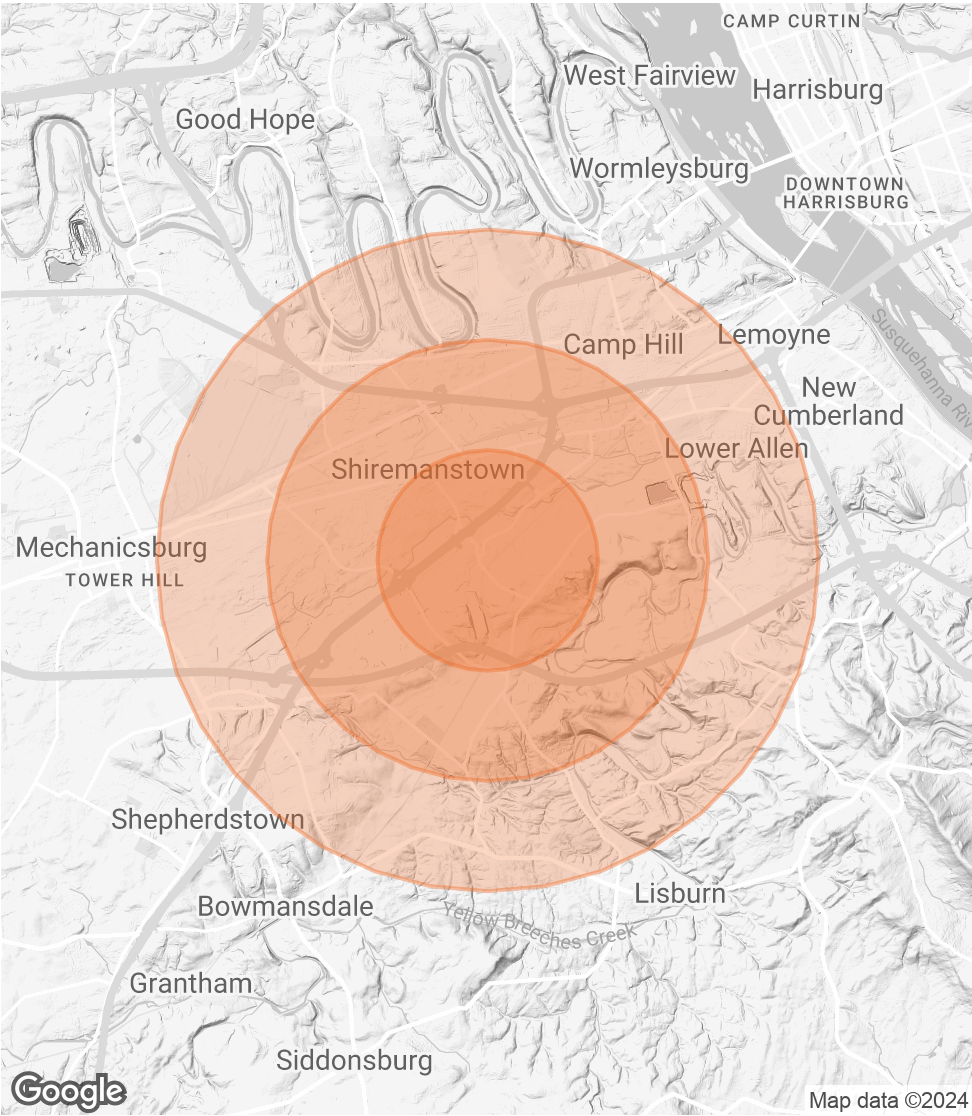 CAMP CURTIN
West Fairview
Harrisburg
Good Hope
Wormleysburg
DOWNTOWN
HARRISBURG
Camp Hill
Lemoyne
Susquehanna Riv
New
Cumberland
Lower Allen
Shiremanstown
Mechanicsburg
TOWER HILL
Shepherdstown
Lisburn
Bowmansdale
Yellow Breeches Creek
Grantham
Siddonsburg
Google
Map data ©2024